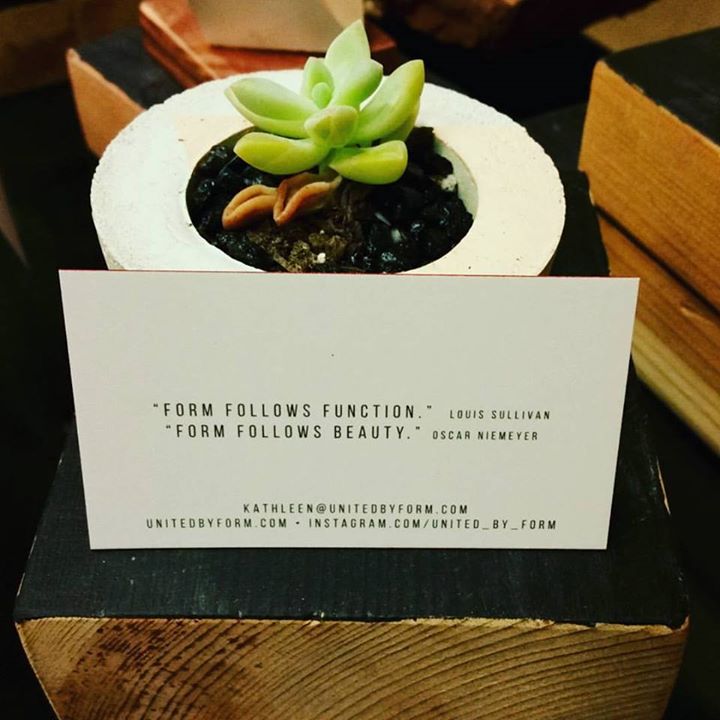 "FORM FOLLOWS FUNCTION." LOUIS SULLIVAN
"FORM FOLLOWS BEAUTY." OSCAR NIEMEYER
KATHLEEN@UNITEDBYFORM.COM
UNITEDBYFORM.COM • INSTAGRAM.COM/UNITED_BY_FORM